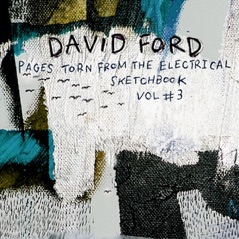 DAVID FORD
PAGES TORN FROM THE ELECTRICAL
SKETCHBOOK
VOL #3